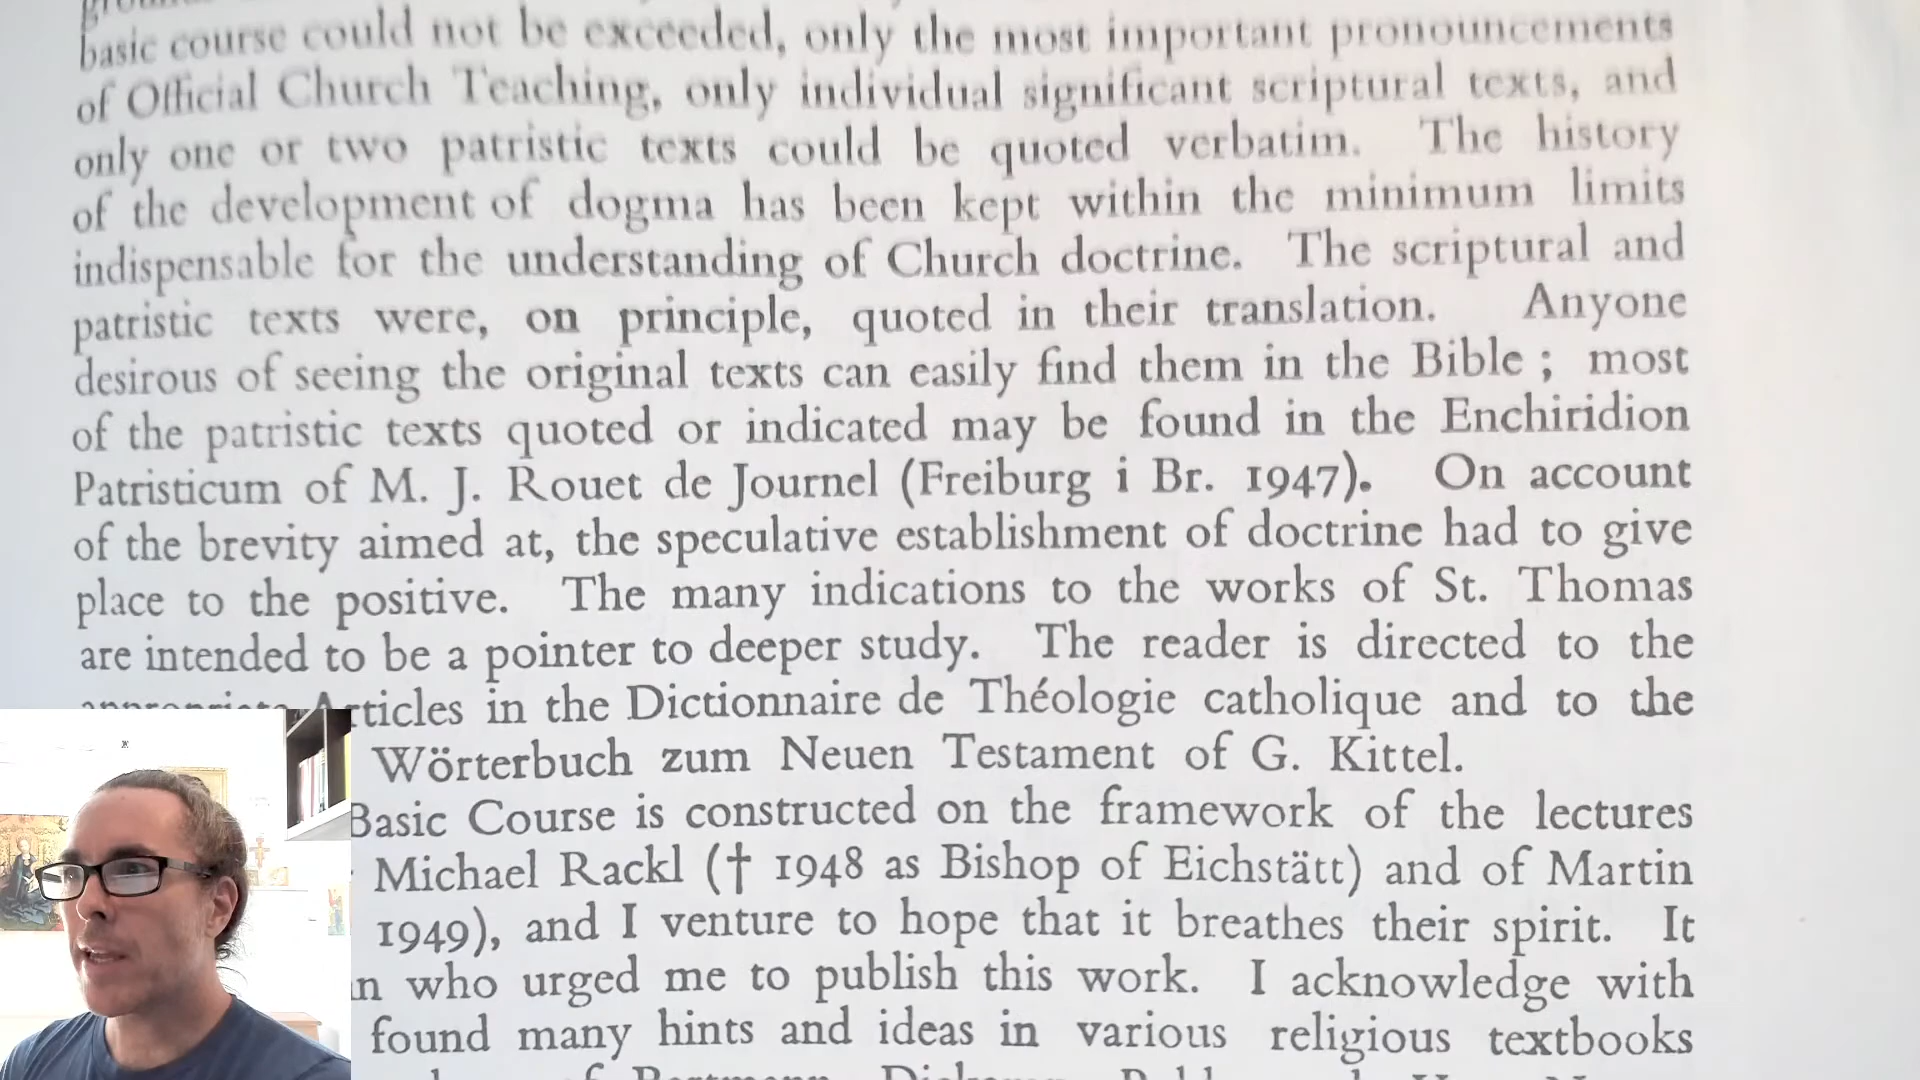 basic course could not be exceeded, only the most important pronouncements
of Official Church Teaching, only individual significant scriptural texts, and
only one or two patristic texts could be quoted verbatim. The history
of the development of dogma has been kept within the minimum limits
indispensable for the understanding of Church doctrine. The scriptural and
patristic texts were, on principle, quoted in their translation. Anyone
desirous of seeing the original texts can easily find them in the Bible ; most
of the patristic texts quoted or indicated may be found in the Enchiridion
Patristicum of M. J. Rouet de Journel (Freiburg i Br. 1947). On account
of the brevity aimed at, the speculative establishment of doctrine had to give
place to the positive. The many indications to the works of St. Thomas
are intended to be a pointer to deeper study. The reader is directed to the
appropriate Articles in the Dictionnaire de Théologie catholique and to the
Wörterbuch zum Neuen Testament of G. Kittel.
Basic Course is constructed on the framework of the lectures
Michael Rackl († 1948 as Bishop of Eichstätt) and of Martin
1949), and I venture to hope that it breathes their spirit. It
who urged me to publish this work. I acknowledge with
found many hints and ideas in various religious textbooks